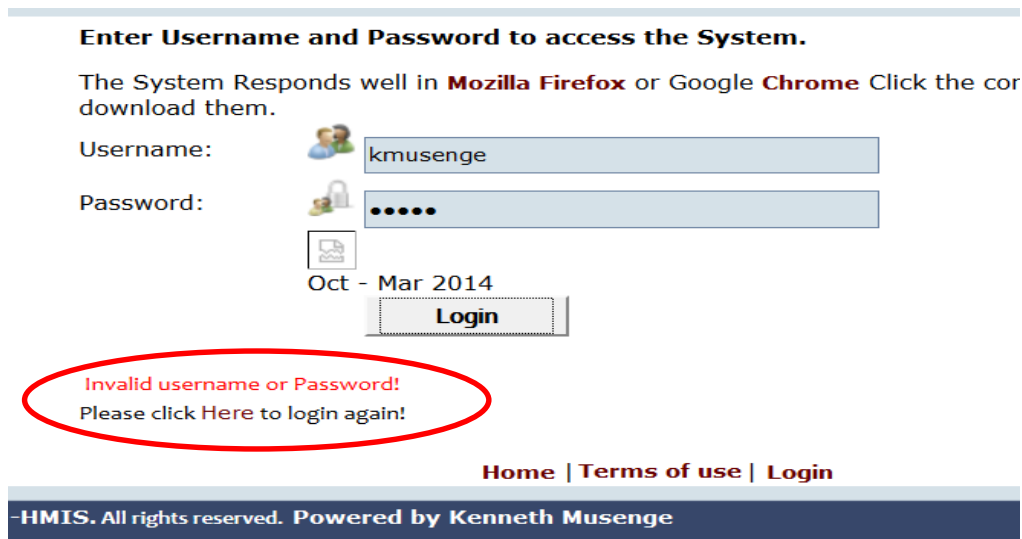 Enter Username and Password to access the System.
The System Responds well in Mozilla Firefox or Google Chrome Click the
download them.
Username:
kmusenge
Password:
•••••
Oct - Mar 2014
Login
Invalid username or Password!
Please click Here to login again!
Home | Terms of use | Login
-HMIS. All rights reserved. Powered by Kenneth Musenge